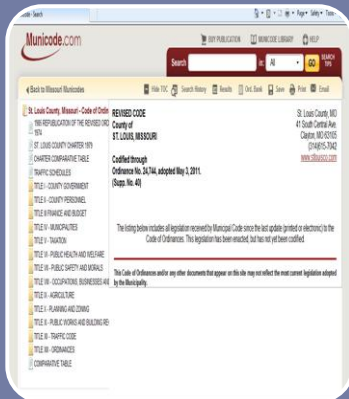 Code - Search
Page Safety Tools
Municode.com
BUY PUBLICATION MUNICODE LIBRARY HELP
Search in: All GO SEARCH TIPS
Back to Missouri Municodes
Hide TOC Search History Results Ord. Bank Save Print Email
St. Louis County, Missouri - Code of Ordin
1985 REPUBLICATION OF THE REVISED ORD
1974
ST. LOUIS COUNTY CHARTER 1979
CHARTER COMPARATIVE TABLE
TRAFFIC SCHEDULES
TITLE I - COUNTY GOVERNMENT
TITLE II - COUNTY PERSONNEL
TITLE III FINANCE AND BUDGET
TITLE IV - MUNICIPALITIES
TITLE V - TAXATION
TITLE VI - PUBLIC HEALTH AND WELFARE
TITLE VII - PUBLIC SAFETY AND MORALS
TITLE VIII - OCCUPATIONS, BUSINESSES AND
TITLE IX - AGRICULTURE
TITLE X - PLANNING AND ZONING
TITLE XI - PUBLIC WORKS AND BUILDING RE
TITLE XII - TRAFFIC CODE
TITLE XIII - ORDINANCES
COMPARATIVE TABLE
REVISED CODE
County of
ST. LOUIS, MISSOURI
Codified through
Ordinance No. 24,744, adopted May 3, 2011.
(Supp. No. 40)
St. Louis County, MO
41 South Central Ave.
Clayton, MO 63105
(314)615-7042
www.stlouisco.com
The listing below includes all legislation received by Municipal Code since the last update (printed or electronic) to the
Code of Ordinances. This legislation has been enacted, but has not yet been codified.
This Code of Ordinances and/or any other documents that appear on this site may not reflect the most current legislation adopted
by the Municipality.